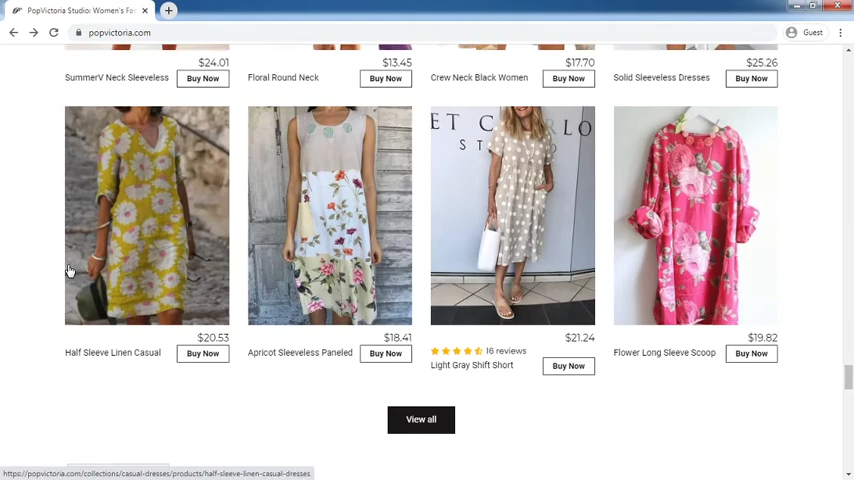 PopVictoria Studio: Women's Fas
popvictoria.com
Guest
$24.01
SummerV Neck Sleeveless
Buy Now
$13.45
Floral Round Neck
Buy Now
$17.70
Crew Neck Black Women
Buy Now
$25.26
Solid Sleeveless Dresses
Buy Now
$20.53
Half Sleeve Linen Casual
Buy Now
$18.41
Apricot Sleeveless Paneled
Buy Now
$21.24
16 reviews
Light Gray Shift Short
Buy Now
$19.82
Flower Long Sleeve Scoop
Buy Now
View all
https://popvictoria.com/collections/casual-dresses/products/half-sleeve-linen-casual-dresses